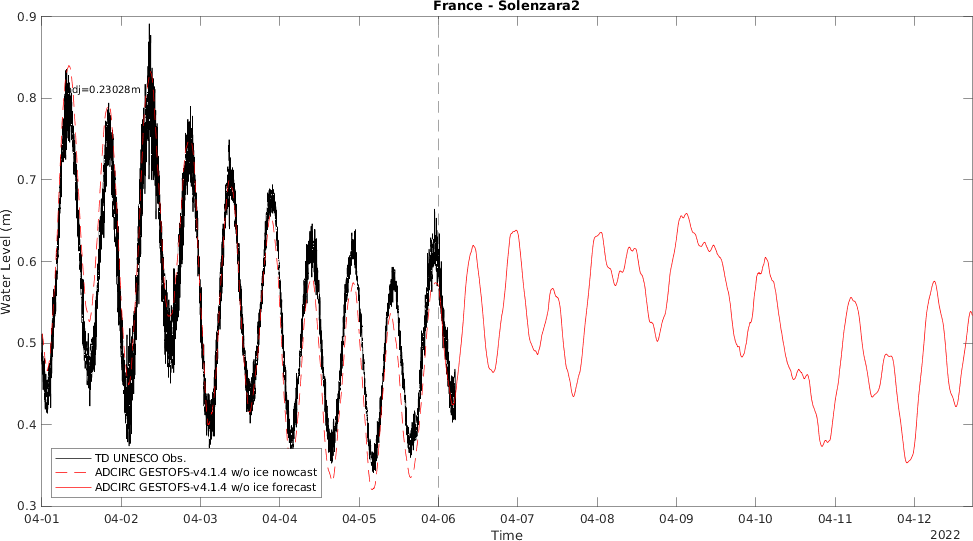 France - Solenzara2
0.9
0.8
0.7
0.6
0.5
0.4
0.3
Water Level (m)
dj=0.23028m
TD UNESCO Obs.
ADCIRC GESTOFS-v4.1.4 w/o ice nowcast
ADCIRC GESTOFS-v4.1.4 w/o ice forecast
04-01 04-02 04-03 04-04 04-05 04-06 04-07 04-08 04-09 04-10 04-11 04-12
Time
2022